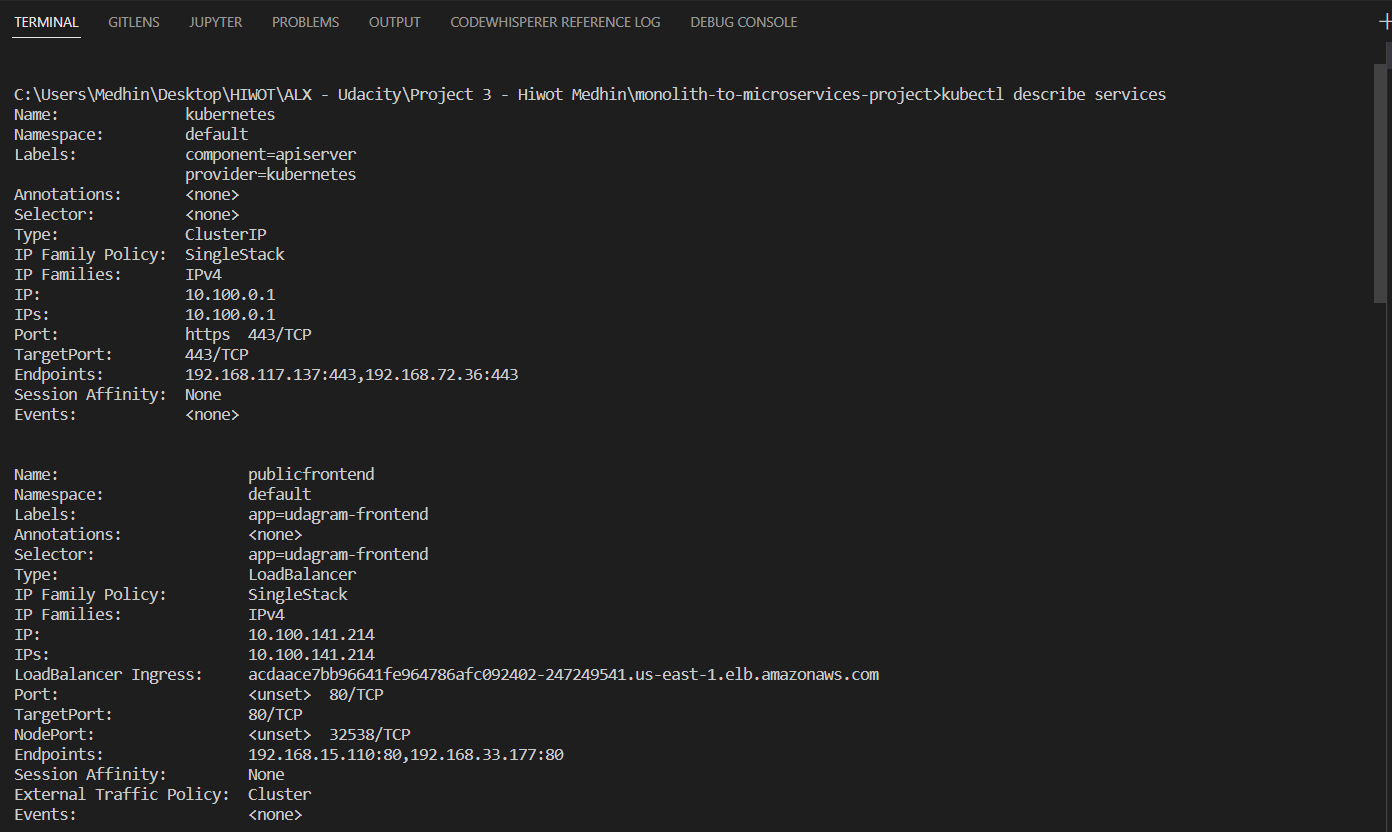 TERMINAL GITLENS JUPYTER PROBLEMS OUTPUT CODEWHISPERER REFERENCE LOG DEBUG CONSOLE
C:\Users\Medhin\Desktop\HIWOT\ALX - Udacity\Project 3 - Hiwot Medhin\monolith-to-microservices-project>kubectl describe services
Name:              kubernetes
Namespace:         default
Labels:            component=apiserver
                   provider=kubernetes
Annotations:       <none>
Selector:          <none>
Type:              ClusterIP
IP Family Policy:  SingleStack
IP Families:       IPv4
IP:                10.100.0.1
IPs:               10.100.0.1
Port:              https  443/TCP
TargetPort:        443/TCP
Endpoints:         192.168.117.137:443,192.168.72.36:443
Session Affinity:  None
Events:            <none>
Name:                     publicfrontend
Namespace:                default
Labels:                   app=udagram-frontend
Annotations:              <none>
Selector:                 app=udagram-frontend
Type:                     LoadBalancer
IP Family Policy:         SingleStack
IP Families:              IPv4
IP:                       10.100.141.214
IPs:                      10.100.141.214
LoadBalancer Ingress:     acdaace7bb96641fe964786afc092402-247249541.us-east-1.elb.amazonaws.com
Port:                     <unset>  80/TCP
TargetPort:               80/TCP
NodePort:                 <unset>  32538/TCP
Endpoints:                192.168.15.110:80,192.168.33.177:80
Session Affinity:         None
External Traffic Policy:  Cluster
Events:                   <none>